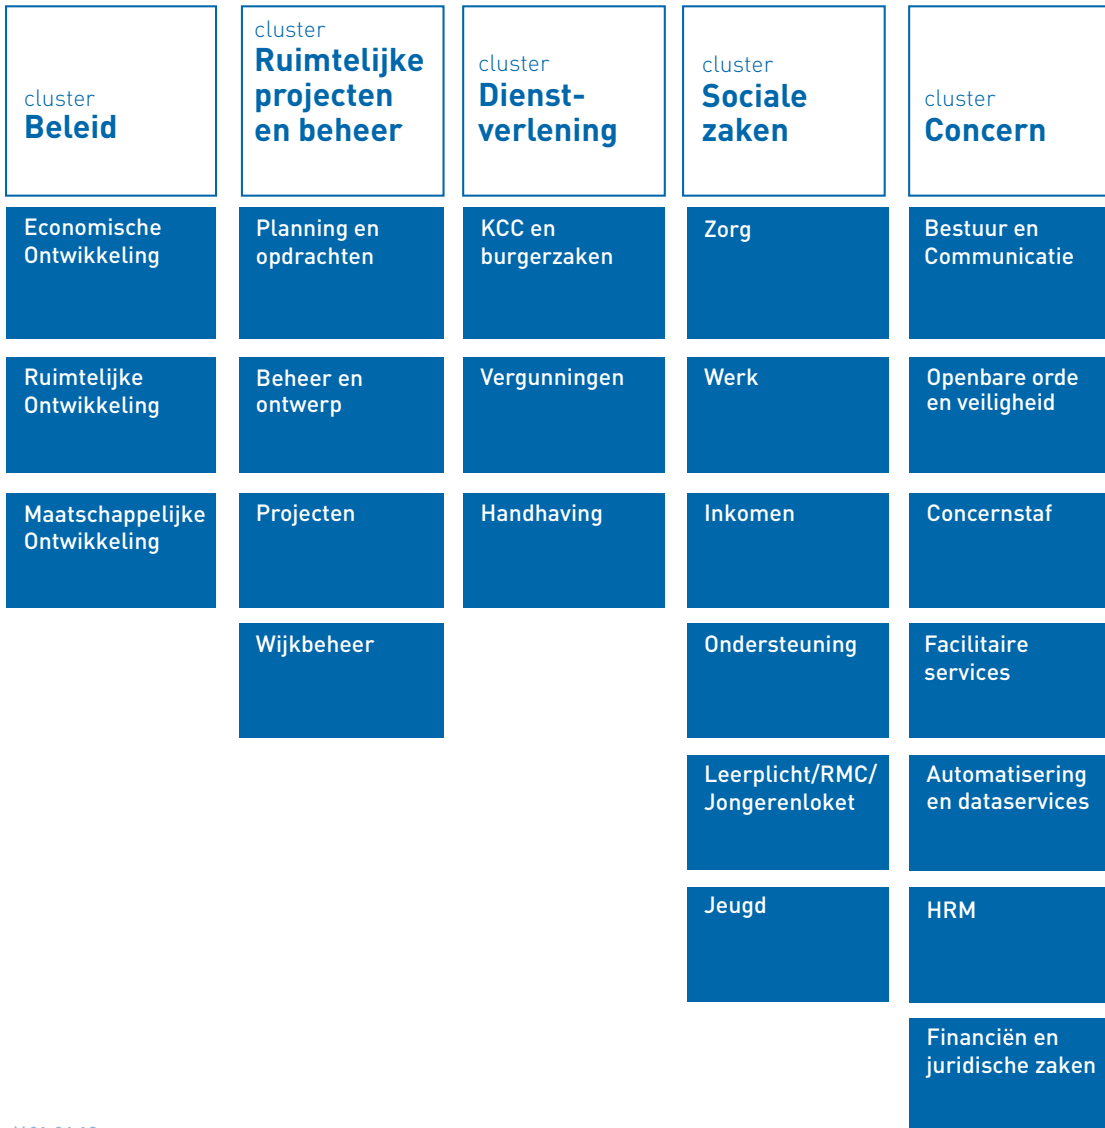 cluster
Beleid
cluster
Ruimtelijke
projecten
en beheer
cluster
Dienst-
verlening
cluster
Sociale
zaken
cluster
Concern
Economische
Ontwikkeling
Planning en
opdrachten
KCC en
burgerzaken
Zorg
Bestuur en
Communicatie
Ruimtelijke
Ontwikkeling
Beheer en
ontwerp
Vergunningen
Werk
Openbare orde
en veiligheid
Maatschappelijke
Ontwikkeling
Projecten
Handhaving
Inkomen
Concernstaf
Wijkbeheer
Ondersteuning
Facilitaire
services
Leerplicht/RMC/
Jongerenloket
Automatisering
en dataservices
Jeugd
HRM
Financiën en
juridische zaken